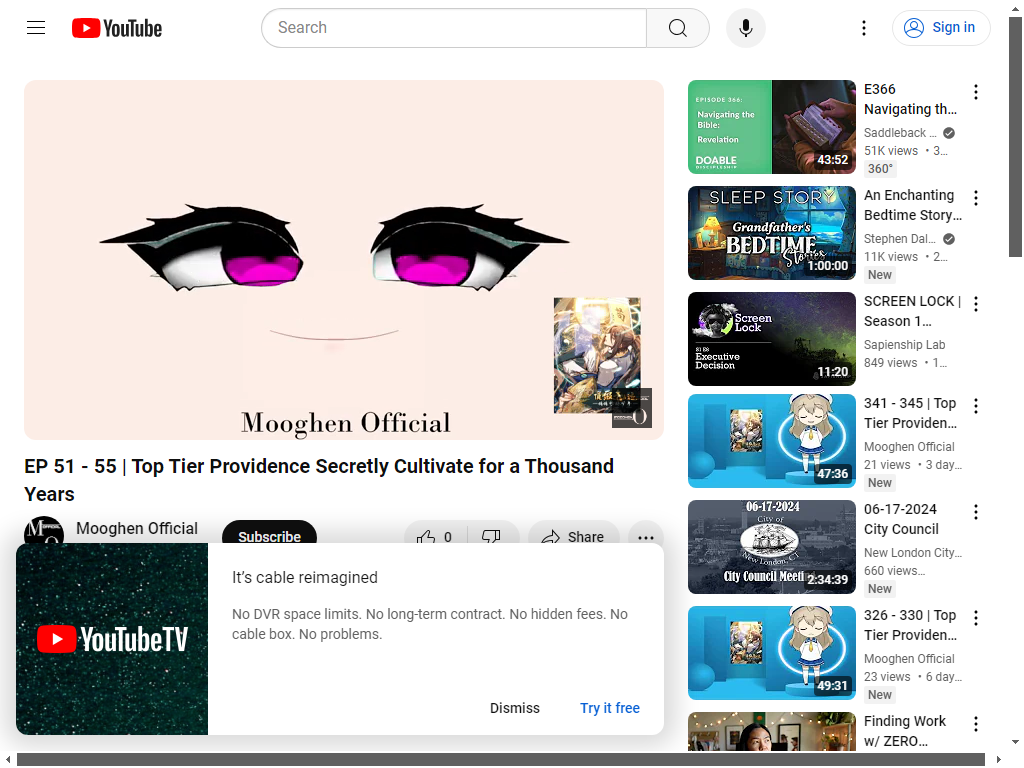 YouTube
Search
Sign in
Mooghen Official
EP 51 - 55 | Top Tier Providence Secretly Cultivate for a Thousand
Years
Mooghen Official
Subscribe
0
Share
YouTubeTV
It’s cable reimagined
No DVR space limits. No long-term contract. No hidden fees. No
cable box. No problems.
Dismiss
Try it free
EPISODE 366:
Navigating the
Bible:
Revelation
DOABLE
DISCIPLESHIP
43:52
E366
Navigating th…
Saddleback ...
51K views • 3…
360°
SLEEP STORY
Grandfather's
BEDTIME
Stories
1:00:00
An Enchanting
Bedtime Story…
Stephen Dal…
11K views • 2…
New
Screen
Lock
S1 E6
Executive
Decision
11:20
SCREEN LOCK |
Season 1…
Sapienship Lab
849 views • 1…
47:36
341 - 345 | Top
Tier Providen…
Mooghen Official
21 views • 3 day…
New
06-17-2024
City of
New London, CT
City Council Meeti
2:34:39
06-17-2024
City Council
New London City…
660 views…
New
49:31
326 - 330 | Top
Tier Providen…
Mooghen Official
23 views • 6 day…
New
Finding Work
w/ ZERO…